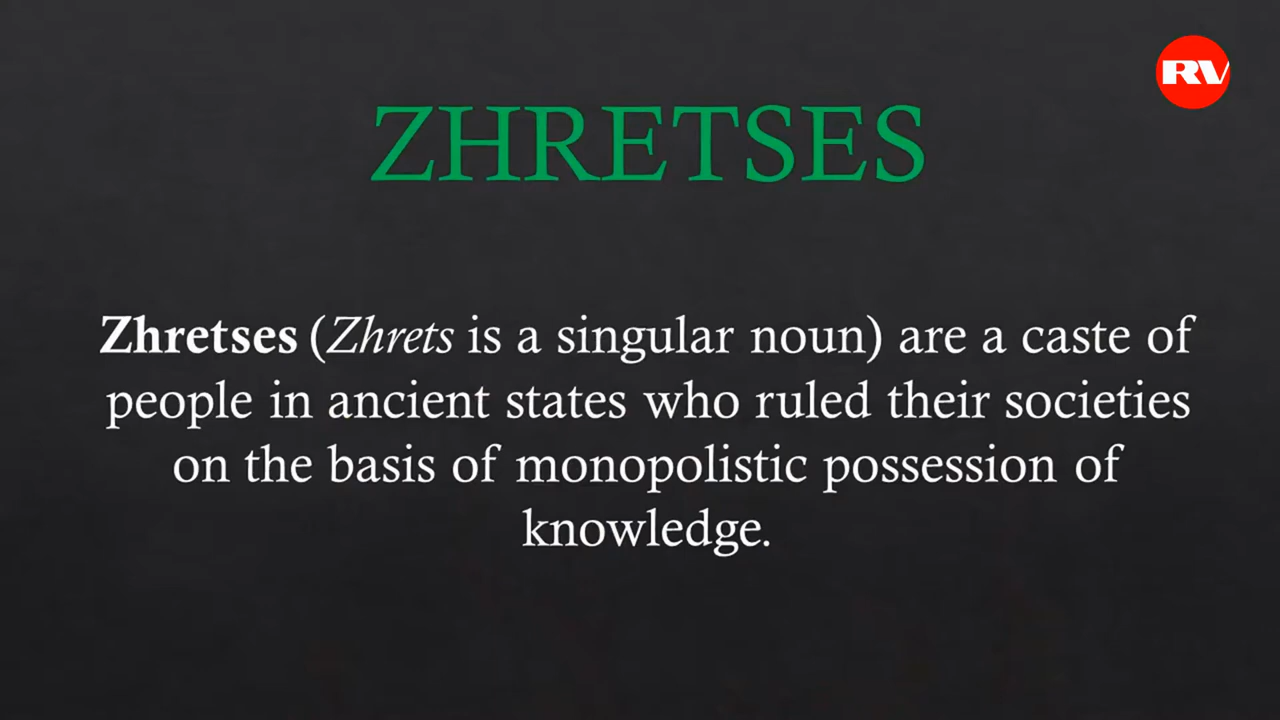 RV
ZHRETSES
Zhretses (Zhrets is a singular noun) are a caste of
people in ancient states who ruled their societies
on the basis of monopolistic possession of
knowledge.